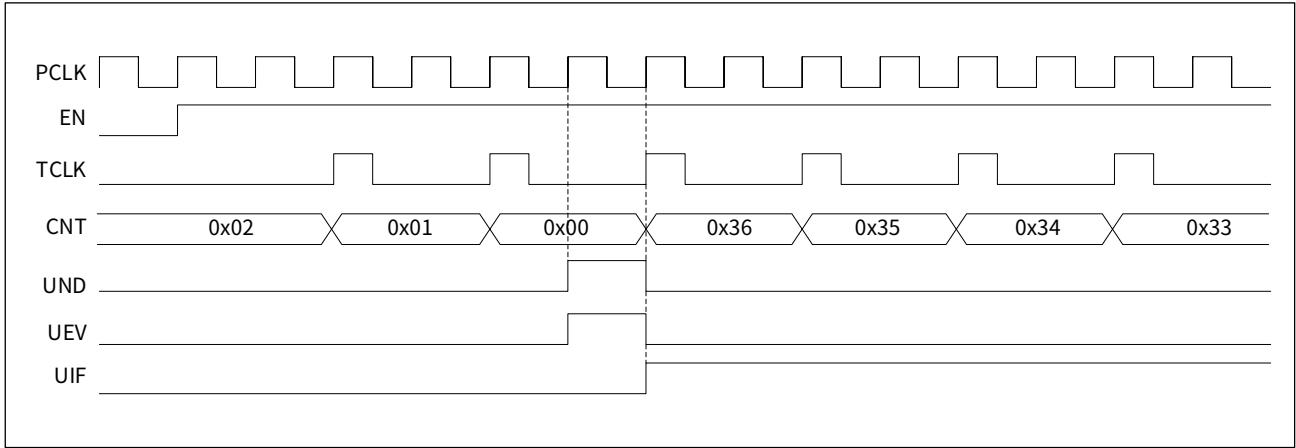 PCLK
EN
TCLK
CNT 0x02 0x01 0x00 0x36 0x35 0x34 0x33
UND
UEV
UIF